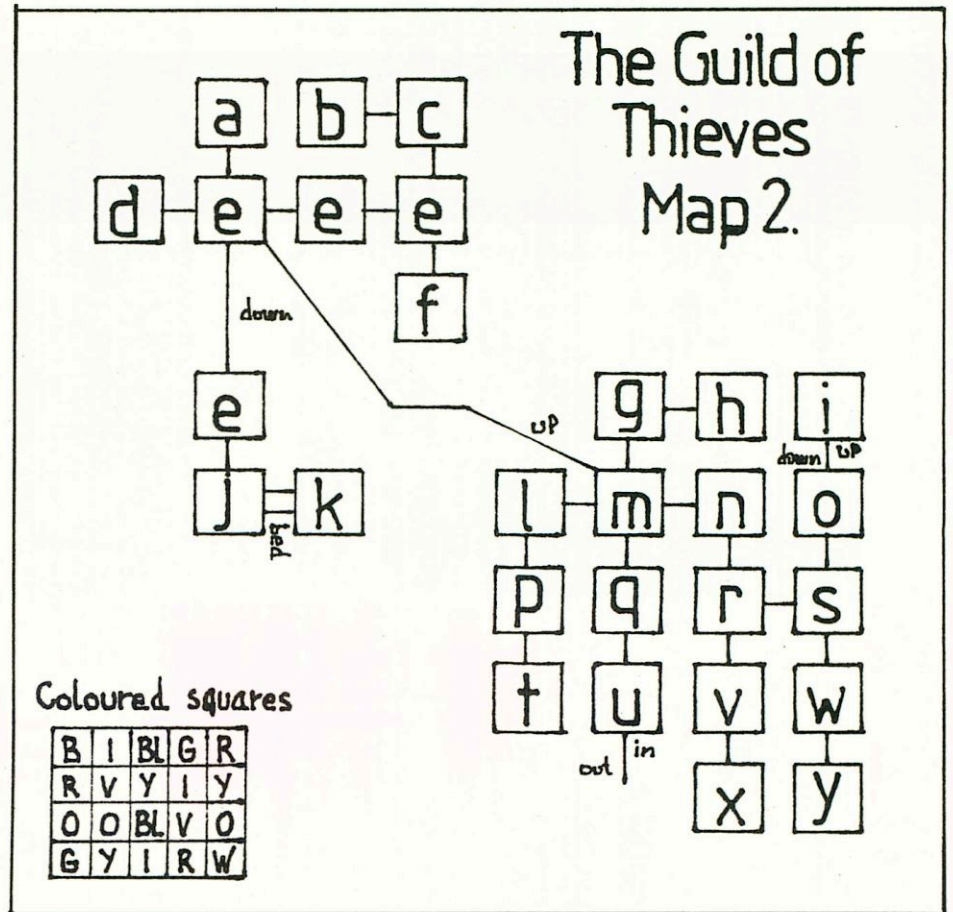 The Guild of
Thieves
Map 2.
a b c
d e e e
f
down
e
up
g h i
down up
j k
bed
l m n o
p q r s
t u v w
out in
x y
Coloured squares
B I BL G R
R V Y I Y
O O BL V O
G Y I R W